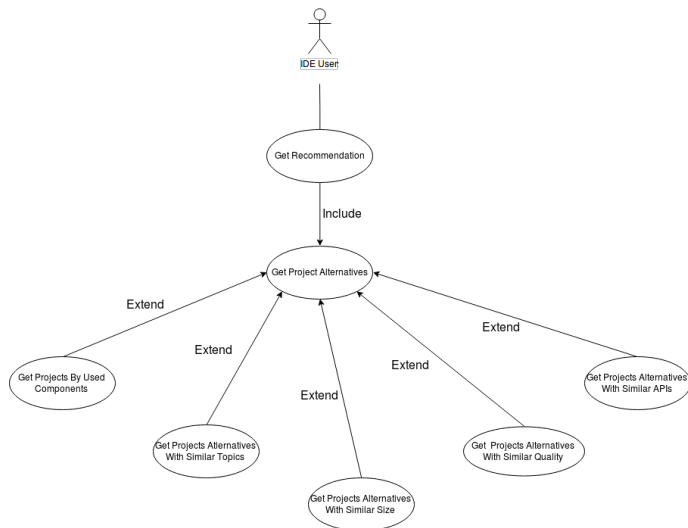 IDE User
Get Recommendation
Include
Get Project Alternatives
Extend
Extend
Extend
Extend
Extend
Get Projects By Used
Components
Get Projects Alternatives
With Similar APIs
Get Projects Alternatives
With Similar Topics
Get Projects Alternatives
With Similar Quality
Get Projects Alternatives
With Similar Size